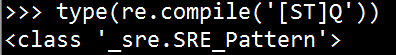 >>> type(re.compile('[ST]Q'))
<class '_sre.SRE_Pattern'>